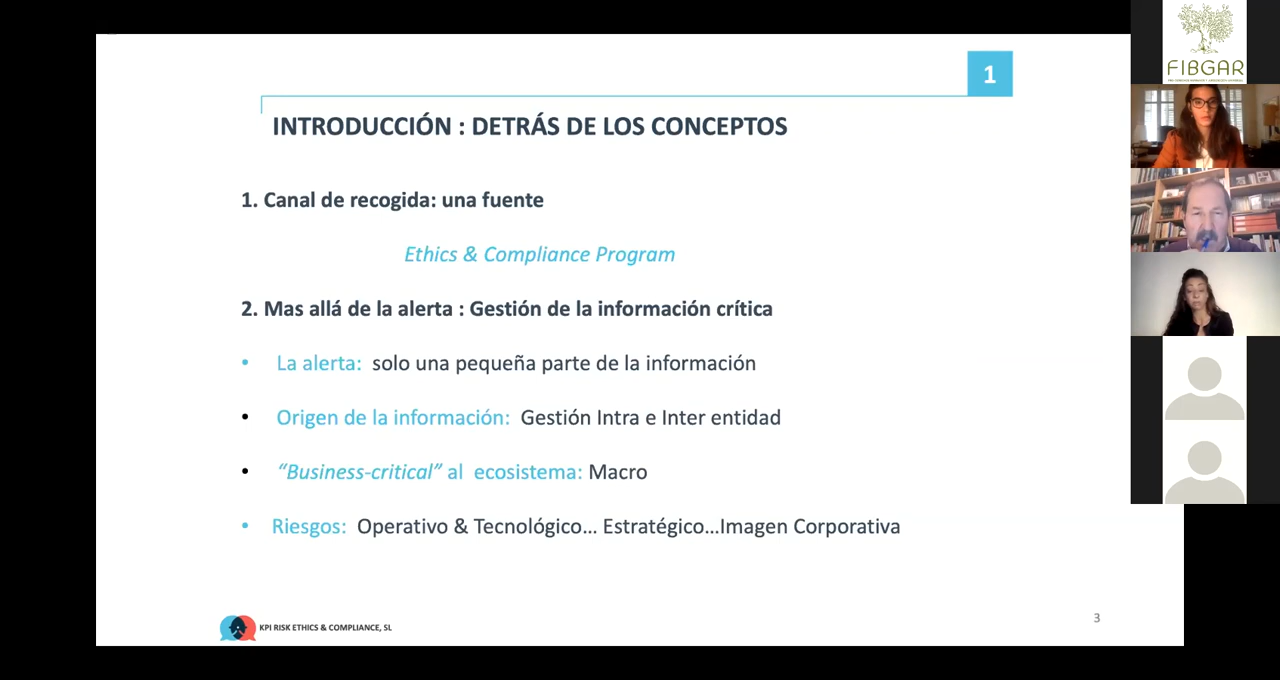 1
INTRODUCCIÓN : DETRÁS DE LOS CONCEPTOS
1. Canal de recogida: una fuente
Ethics & Compliance Program
2. Mas allá de la alerta : Gestión de la información crítica
• La alerta: solo una pequeña parte de la información
• Origen de la información: Gestión Intra e Inter entidad
• “Business-critical” al ecosistema: Macro
• Riesgos: Operativo & Tecnológico... Estratégico...Imagen Corporativa
KPI RISK ETHICS & COMPLIANCE, SL
3
FIBGAR